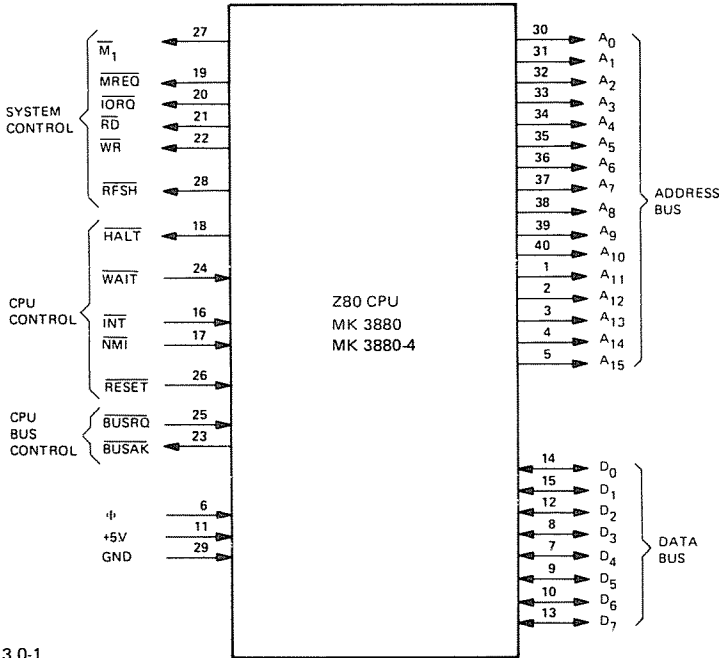 27
M1
19
MREQ
20
IORQ
21
RD
22
WR
28
RFSH
SYSTEM
CONTROL
18
HALT
24
WAIT
16
INT
17
NMI
26
RESET
CPU
CONTROL
25
BUSRQ
23
BUSAK
CPU
BUS
CONTROL
6
Φ
11
+5V
29
GND
Z80 CPU
MK 3880
MK 3880-4
30 A0
31 A1
32 A2
33 A3
34 A4
35 A5
36 A6
37 A7
38 A8
39 A9
40 A10
1 A11
2 A12
3 A13
4 A14
5 A15
ADDRESS
BUS
14 D0
15 D1
12 D2
8 D3
7 D4
9 D5
10 D6
13 D7
DATA
BUS
3.0-1